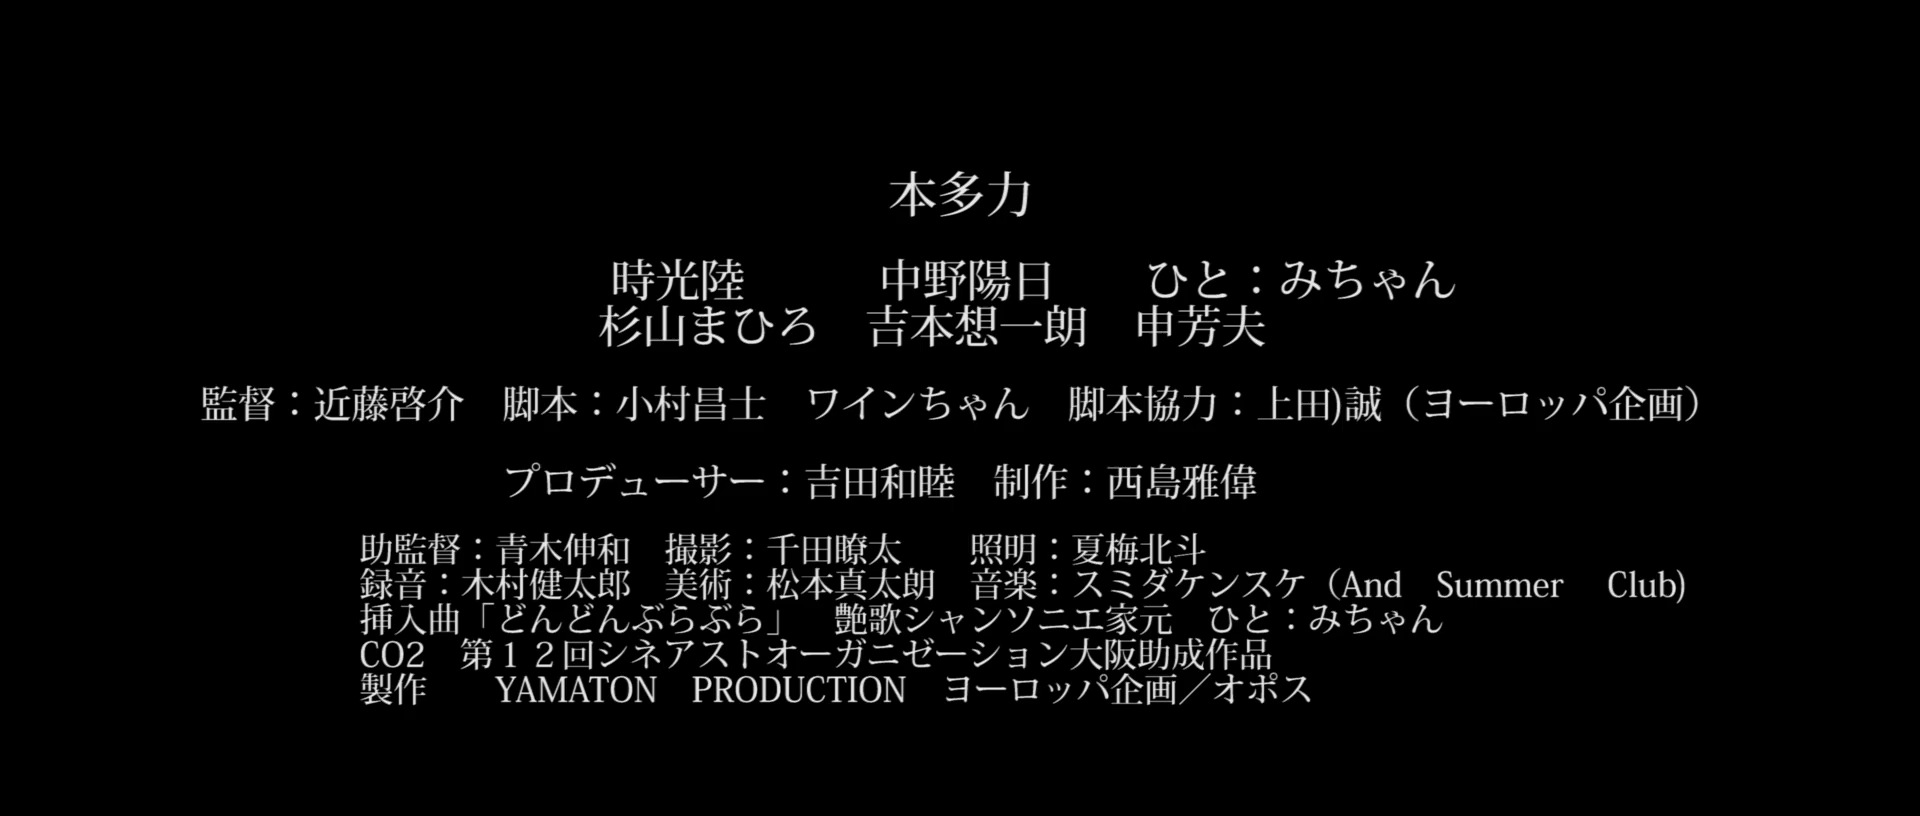 本多力
時光陸　　　中野陽日　　ひと：みちゃん
杉山まひろ　吉本想一朗　申芳夫
監督：近藤啓介　脚本：小村昌士　ワインちゃん　脚本協力：上田)誠（ヨーロッパ企画）
プロデューサー：吉田和睦　制作：西島雅偉
助監督：青木伸和　撮影：千田瞭太　　照明：夏梅北斗
録音：木村健太郎　美術：松本真太朗　音楽：スミダケンスケ（And　Summer　Club)
挿入曲「どんどんぶらぶら」　艶歌シャンソニエ家元　ひと：みちゃん
CO2　第１２回シネアストオーガニゼーション大阪助成作品
製作　　YAMATON　PRODUCTION　ヨーロッパ企画／オポス